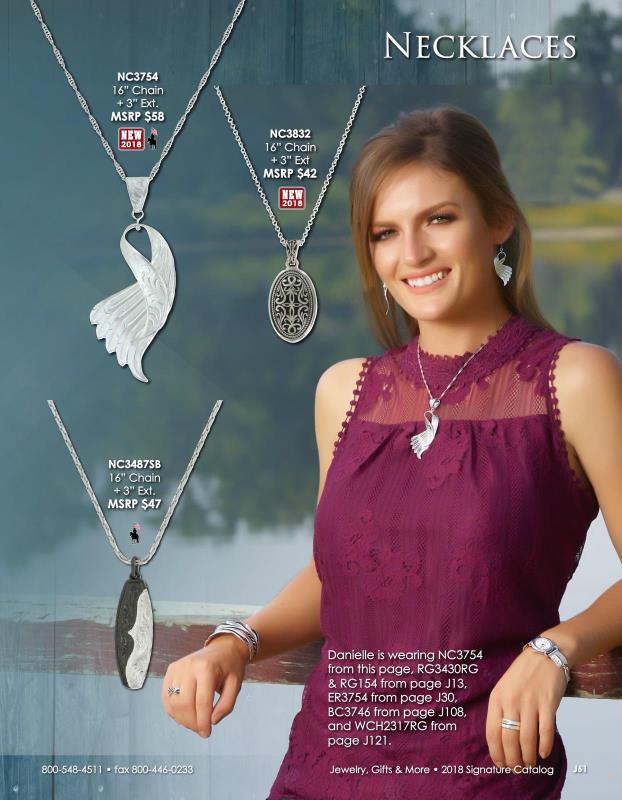 NECKLACES
NC3754
16” Chain
+ 3” Ext.
MSRP $58
NEW
2018
NC3832
16” Chain
+ 3” Ext
MSRP $42
NEW
2018
NC3487SB
16” Chain
+ 3” Ext.
MSRP $47
Danielle is wearing NC3754
from this page, RG3430RG
& RG154 from page J13,
ER3754 from page J30,
BC3746 from page J108,
and WCH2317RG from
page J121.
800-548-4511 • fax 800-446-0233
Jewelry, Gifts & More • 2018 Signature Catalog J61